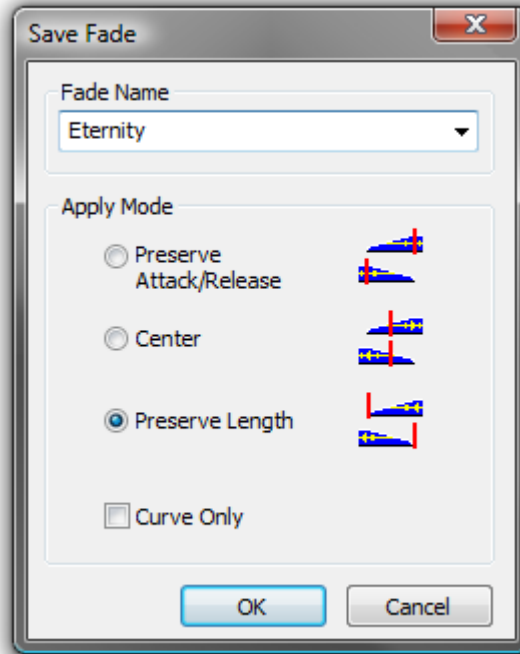 Save Fade
Fade Name
Eternity
Apply Mode
Preserve
Attack/Release
Center
Preserve Length
Curve Only
OK
Cancel